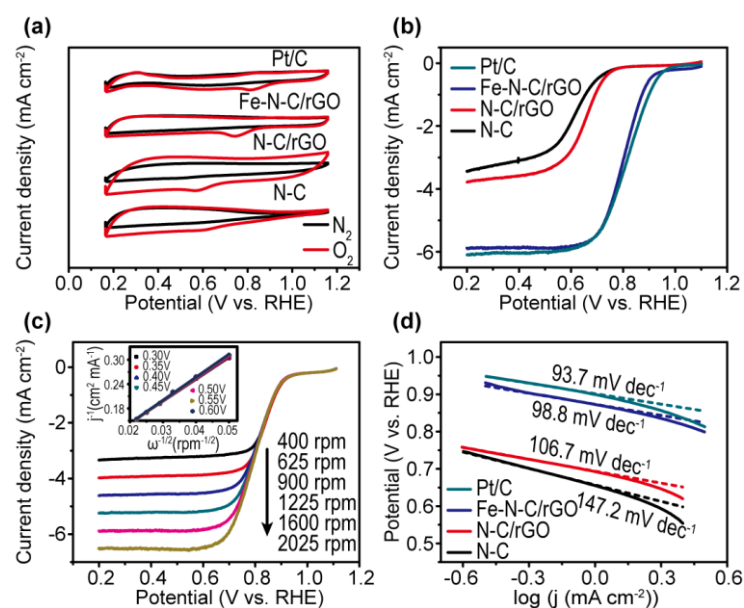 (a)
Current density (mA cm⁻²)
Pt/C
Fe-N-C/rGO
N-C/rGO
N-C
N₂
O₂
0.0 0.2 0.4 0.6 0.8 1.0 1.2
Potential (V vs. RHE)
(b)
Current density (mA cm⁻²)
0
-2
-4
-6
Pt/C
Fe-N-C/rGO
N-C/rGO
N-C
0.2 0.4 0.6 0.8 1.0
Potential (V vs. RHE)
(c)
Current density (mA cm⁻²)
0
-2
-4
-6
j⁻¹(cm² mA⁻¹)
0.30
0.24
0.18
0.30V
0.35V
0.40V
0.45V
0.50V
0.55V
0.60V
0.02 0.03 0.04 0.05
ω⁻¹/²(rpm⁻¹/²)
400 rpm
625 rpm
900 rpm
1225 rpm
1600 rpm
2025 rpm
0.2 0.4 0.6 0.8 1.0
Potential (V vs. RHE)
(d)
Potential (V vs. RHE)
1.0
0.9
0.8
0.7
0.6
0.5
93.7 mV dec⁻¹
98.8 mV dec⁻¹
106.7 mV dec⁻¹
147.2 mV dec⁻¹
Pt/C
Fe-N-C/rGO
N-C/rGO
N-C
-0.6 -0.3 0.0 0.3 0.6
log (j (mA cm⁻²))